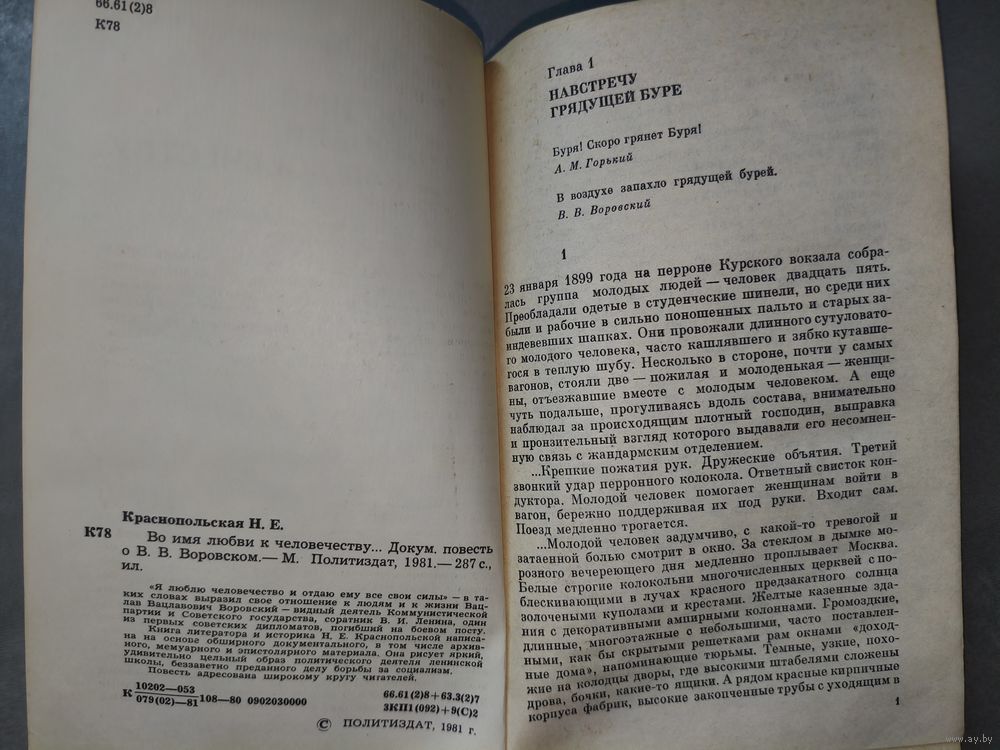 66.61(2)8
К78
Краснопольская Н. Е.
К78
Во имя любви к человечеству... Докум. повесть
о В. В. Воровском.— М. Политиздат, 1981.— 287 с.,
ил.
«Я люблю человечество и отдаю ему все свои силы» — в та-
ких словах выразил свое отношение к людям и к жизни Вац-
лав Вацлавович Воровский — видный деятель Коммунистической
партии и Советского государства, соратник В. И. Ленина, один
из первых советских дипломатов, погибший на боевом посту.
Книга литератора и историка Н. Е. Краснопольской написа-
на на основе обширного документального, в том числе архив-
ного, мемуарного и эпистолярного материала. Она рисует яркий,
удивительно цельный образ политического деятеля ленинской
школы, беззаветно преданного делу борьбы за социализм.
Повесть адресована широкому кругу читателей.
К 10202—053
079(02)—81 108—80 0902030000
66.61(2)8+63.3(2)7
3КП1(092)+9(С)2
© ПОЛИТИЗДАТ, 1981 г.
Глава 1
НАВСТРЕЧУ
ГРЯДУЩЕЙ БУРЕ
Буря! Скоро грянет Буря!
А. М. Горький
В воздухе запахло грядущей бурей.
В. В. Воровский
1
23 января 1899 года на перроне Курского вокзала собра-
лась группа молодых людей — человек двадцать пять.
Преобладали одетые в студенческие шинели, но среди них
были и рабочие в сильно поношенных пальто и старых за-
индевевших шапках. Они провожали длинного сутуловато-
го молодого человека, часто кашлявшего и зябко кутавше-
гося в теплую шубу. Несколько в стороне, почти у самых
вагонов, стояли две — пожилая и молоденькая — женщи-
ны, отъезжавшие вместе с молодым человеком. А еще
чуть подальше, прогуливаясь вдоль состава, внимательно
наблюдал за происходящим плотный господин, выправка
и пронзительный взгляд которого выдавали его несомнен-
ную связь с жандармским отделением.
...Крепкие пожатия рук. Дружеские объятия. Третий
звонкий удар перронного колокола. Ответный свисток кон-
дуктора. Молодой человек помогает женщинам войти в
вагон, бережно поддерживая их под руки. Входит сам.
Поезд медленно трогается.
...Молодой человек задумчиво, с какой-то тревогой и
затаенной болью смотрит в окно. За стеклом в дымке мо-
розного вечереющего дня медленно проплывает Москва.
Белые строгие колокольни многочисленных церквей с по-
блескивающими в лучах красного предзакатного солнца
золочеными куполами и крестами. Желтые казенные зда-
ния с декоративными ампирными колоннами. Громоздкие,
длинные, многоэтажные с небольшими, часто поставлен-
ными, как бы скрытыми решетками рам окнами «доход-
ные дома», напоминающие тюрьмы. Темные, узкие, похо-
жие на колодцы дворы, где высокими штабелями сложены
дрова, бочки, какие-то ящики. А рядом красные кирпичные
корпуса фабрик, высокие закопченные трубы с уходящим в
1
www.ay.by